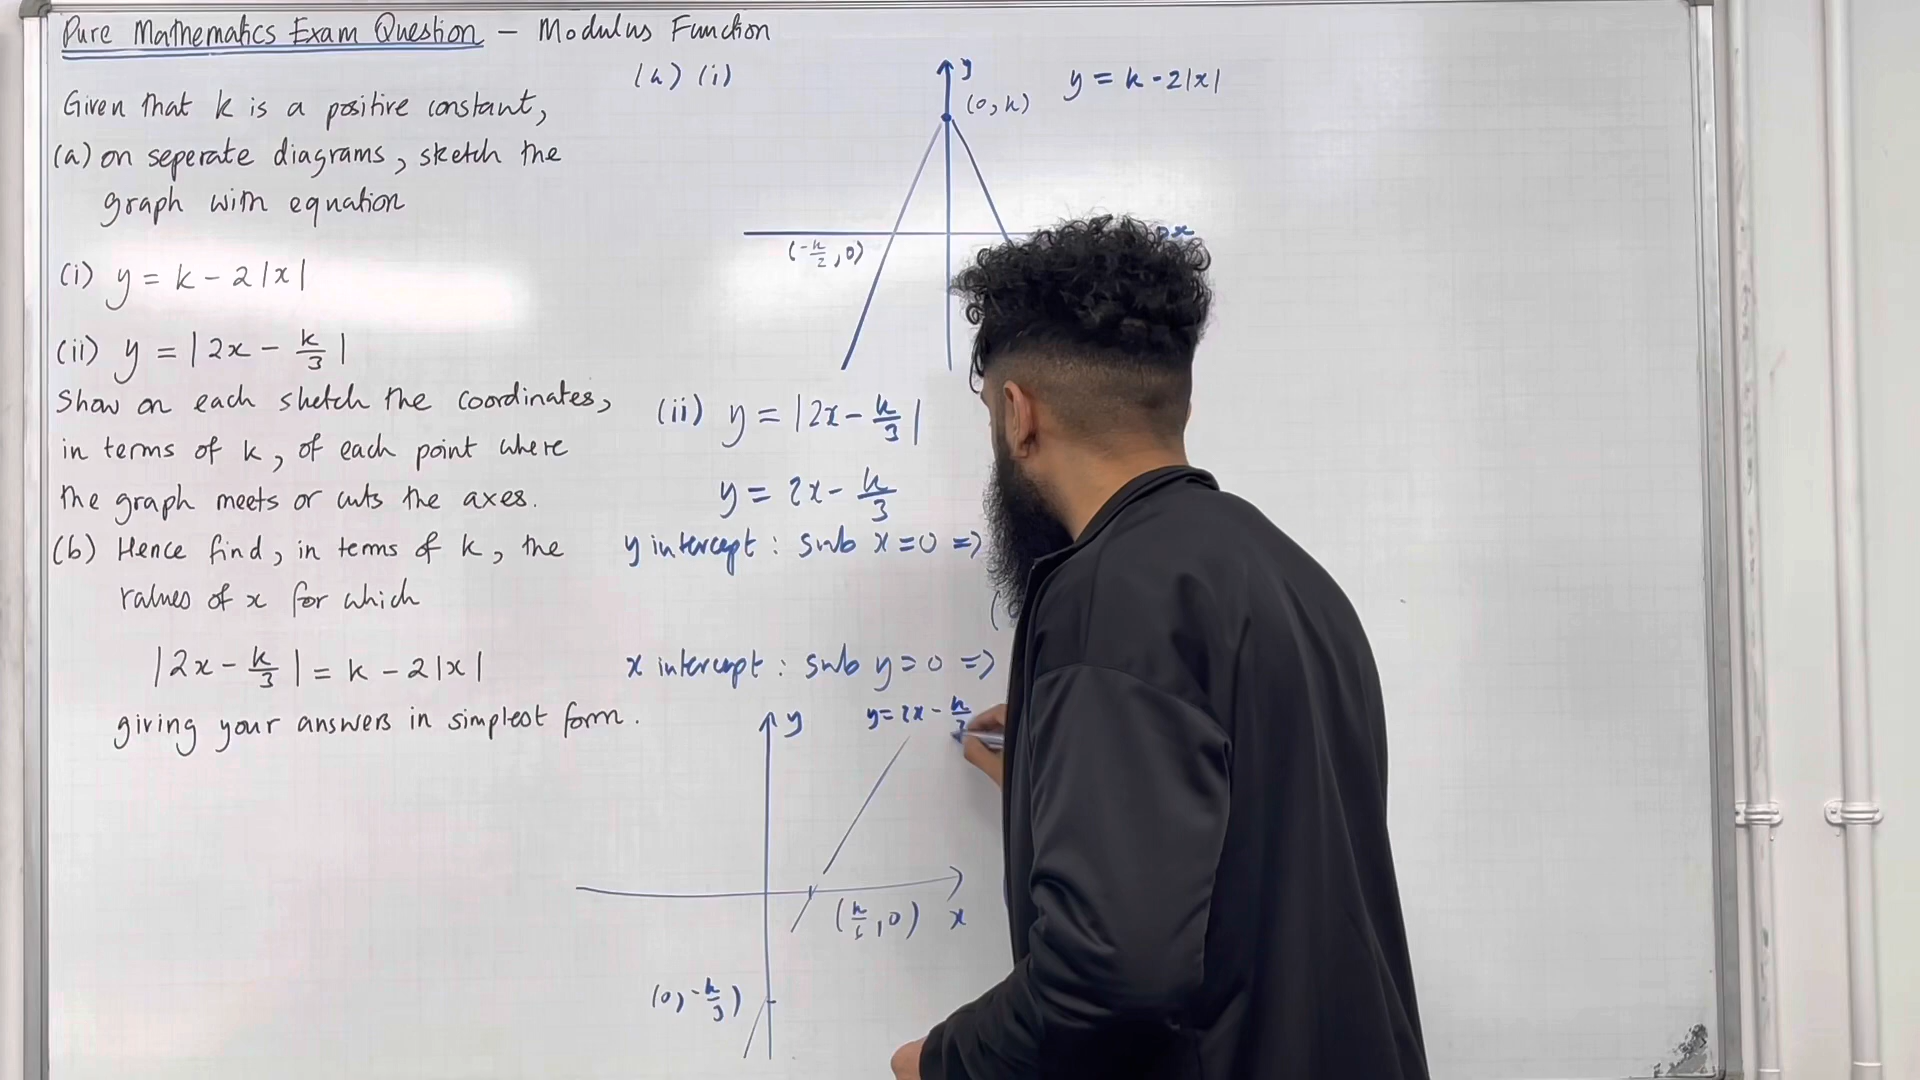 Pure Mathematics Exam Question – Modulus Function
Given that k is a positive constant,
(a) on seperate diagrams, sketch the
graph with equation
(i) y = k - 2|x|
(ii) y = |2x - k/3|
Show on each sketch the coordinates,
in terms of k, of each point where
the graph meets or cuts the axes.
(b) Hence find, in terms of k, the
values of x for which
|2x - k/3| = k - 2|x|
giving your answers in simplest form.
(a) (i)
y
(0, k)
y = k - 2|x|
(-k/2, 0)
x
(ii) y = |2x - k/3|
y = 2x - k/3
y intercept : sub x = 0 =>
(
x intercept : sub y = 0 =>
y
y = 2x - k/3
(k/6, 0)
x
(0, -k/3)